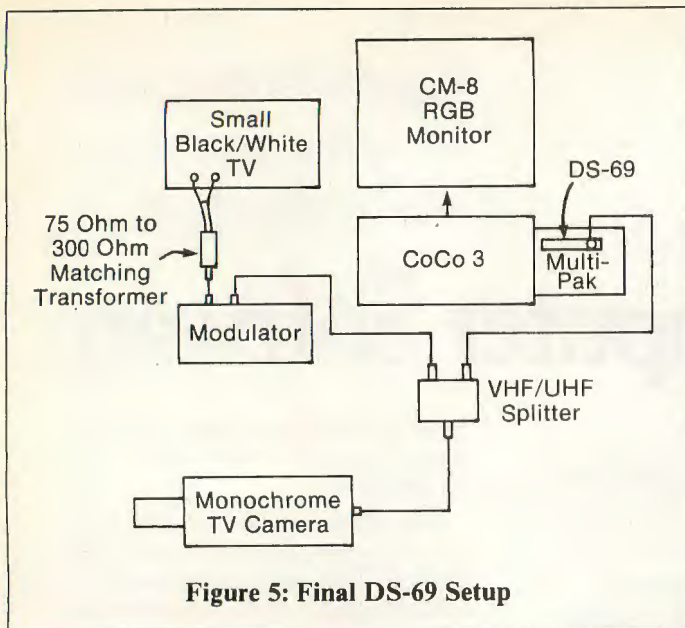 Small
Black/White
TV
75 Ohm to
300 Ohm
Matching
Transformer
Modulator
CM-8
RGB
Monitor
DS-69
CoCo 3
Multi-
Pak
VHF/UHF
Splitter
Monochrome
TV Camera
Figure 5: Final DS-69 Setup